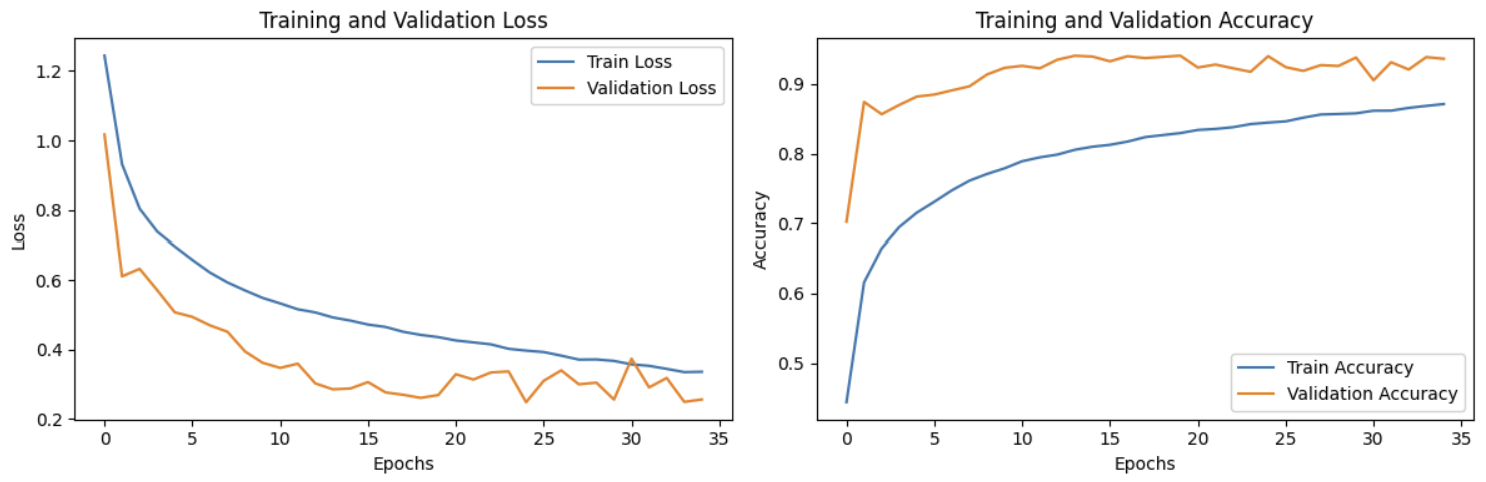 Training and Validation Loss
Loss
1.2
1.0
0.8
0.6
0.4
0.2
Train Loss
Validation Loss
0 5 10 15 20 25 30 35
Epochs
Training and Validation Accuracy
Accuracy
0.9
0.8
0.7
0.6
0.5
Train Accuracy
Validation Accuracy
0 5 10 15 20 25 30 35
Epochs